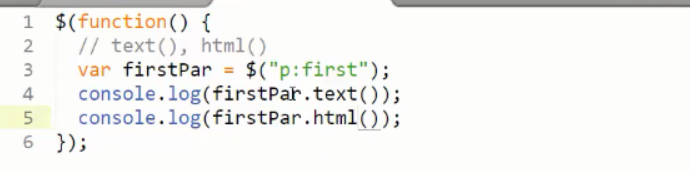 1 $(function() {
2 // text(), html()
3 var firstPar = $("p:first");
4 console.log(firstPar.text());
5 console.log(firstPar.html());
6 });